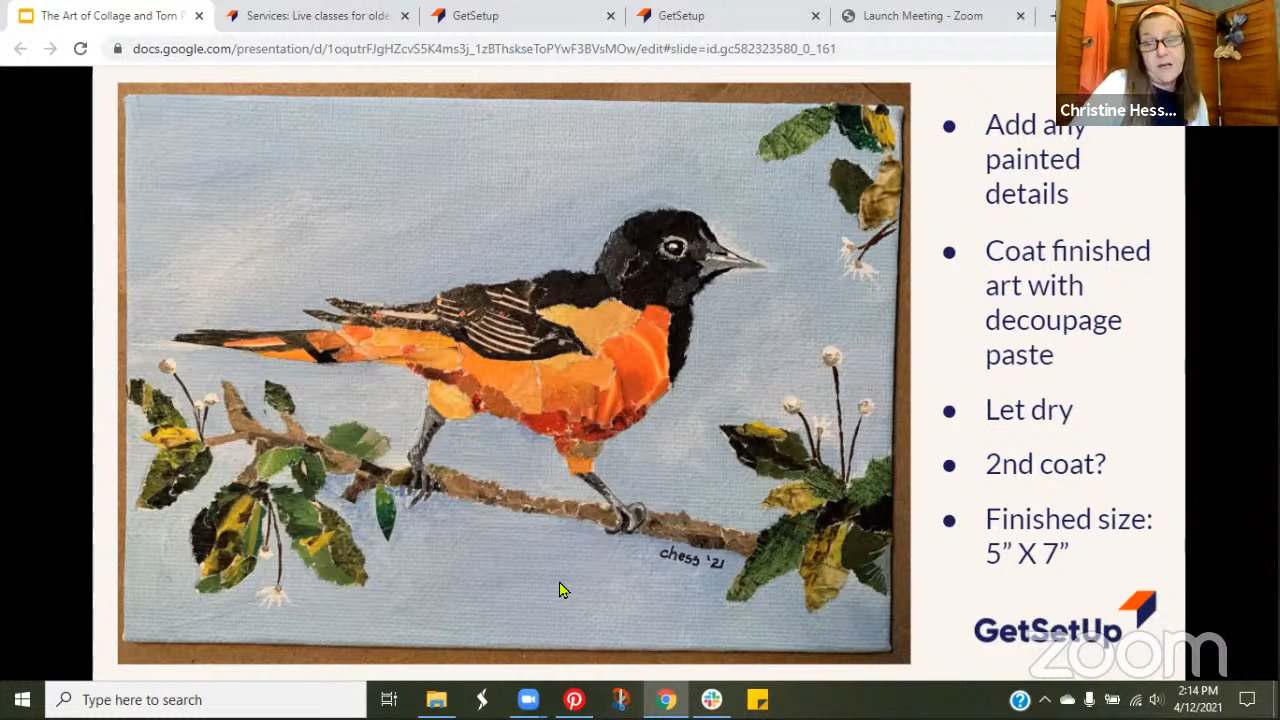 The Art of Collage and Torn P
Services: Live classes for olde
GetSetup
GetSetup
Launch Meeting - Zoom
docs.google.com/presentation/d/1oqutrFJgHZcvS5K4ms3j_1zBThskseToPYwF3BVsMOw/edit#slide=id.gc582323580_0_161
Christine Hess...
Add any
painted
details
Coat finished
art with
decoupage
paste
Let dry
2nd coat?
Finished size:
5” X 7”
chess '21
GetSetUp
zoom
Type here to search
2:14 PM
4/12/2021